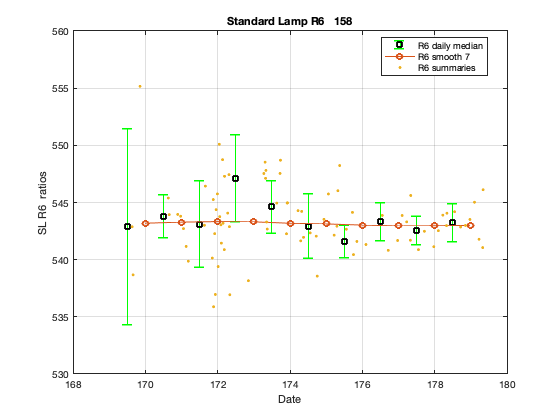 Standard Lamp R6 158
560
555
550
545
540
535
530
SL R6 ratios
R6 daily median
R6 smooth 7
R6 summaries
168 170 172 174 176 178 180
Date